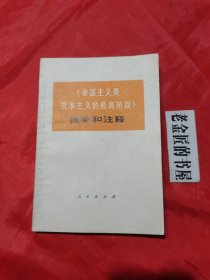 《帝国主义是
资本主义的最高阶段》
提要和注释
人民出版社
老金匠的书屋